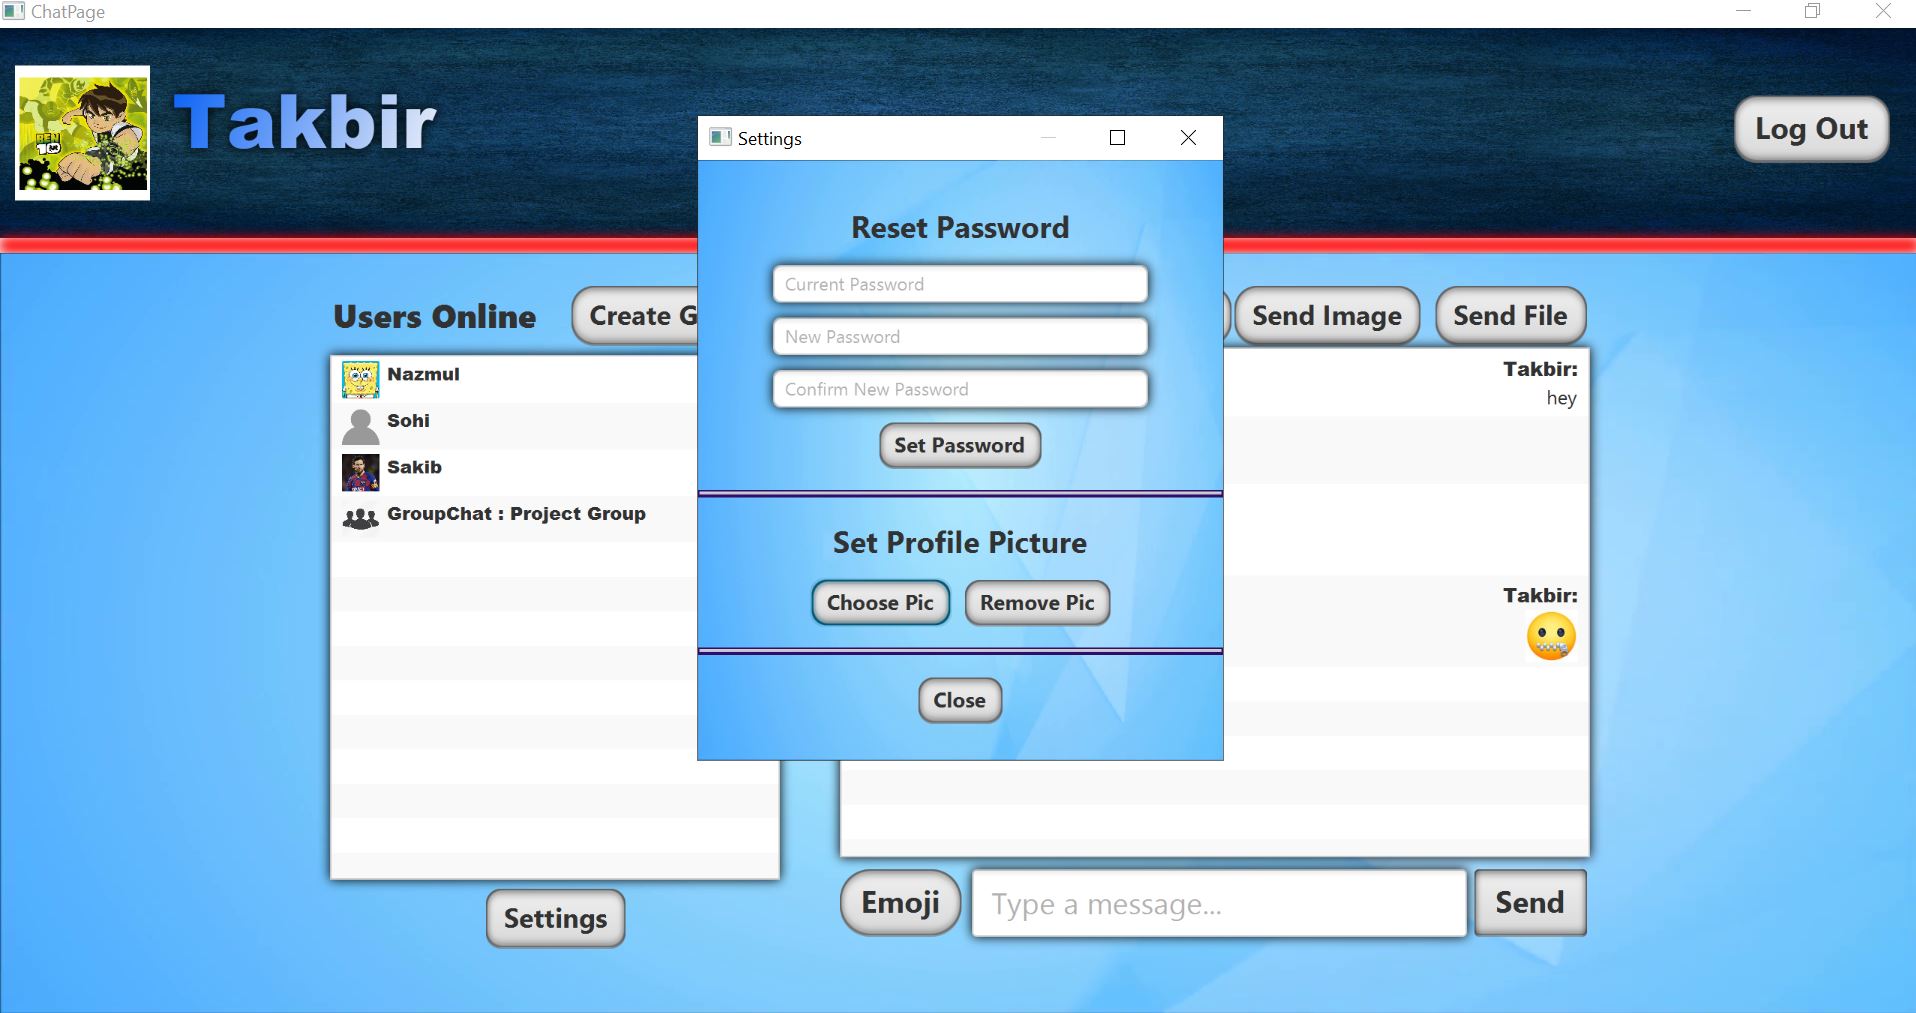 ChatPage
BEN
10
Takbir
Log Out
Settings
Reset Password
Current Password
New Password
Confirm New Password
Set Password
Set Profile Picture
Choose Pic
Remove Pic
Close
Users Online
Create G
Send Image
Send File
Nazmul
Sohi
Sakib
GroupChat : Project Group
Takbir:
hey
Takbir:
Settings
Emoji
Type a message...
Send